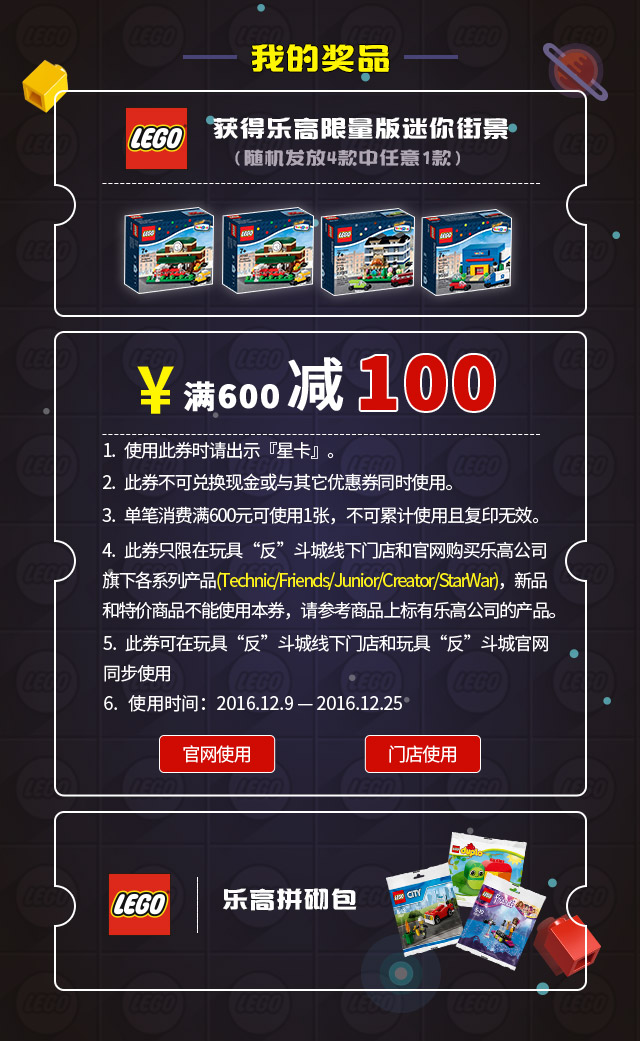 我的奖品
LEGO
获得乐高限量版迷你街景
（随机发放4款中任意1款）
LEGO
LEGO
LEGO
LEGO
¥ 满600 减 100
1. 使用此券时请出示『星卡』。
2. 此券不可兑换现金或与其它优惠券同时使用。
3. 单笔消费满600元可使用1张，不可累计使用且复印无效。
4. 此券只限在玩具“反”斗城线下门店和官网购买乐高公司
旗下各系列产品(Technic/Friends/Junior/Creator/StarWar)，新品
和特价商品不能使用本券，请参考商品上标有乐高公司的产品。
5. 此券可在玩具“反”斗城线下门店和玩具“反”斗城官网
同步使用
6. 使用时间：2016.12.9 — 2016.12.25
官网使用
门店使用
LEGO
乐高拼砌包
LEGO
duplo
LEGO
CITY
LEGO